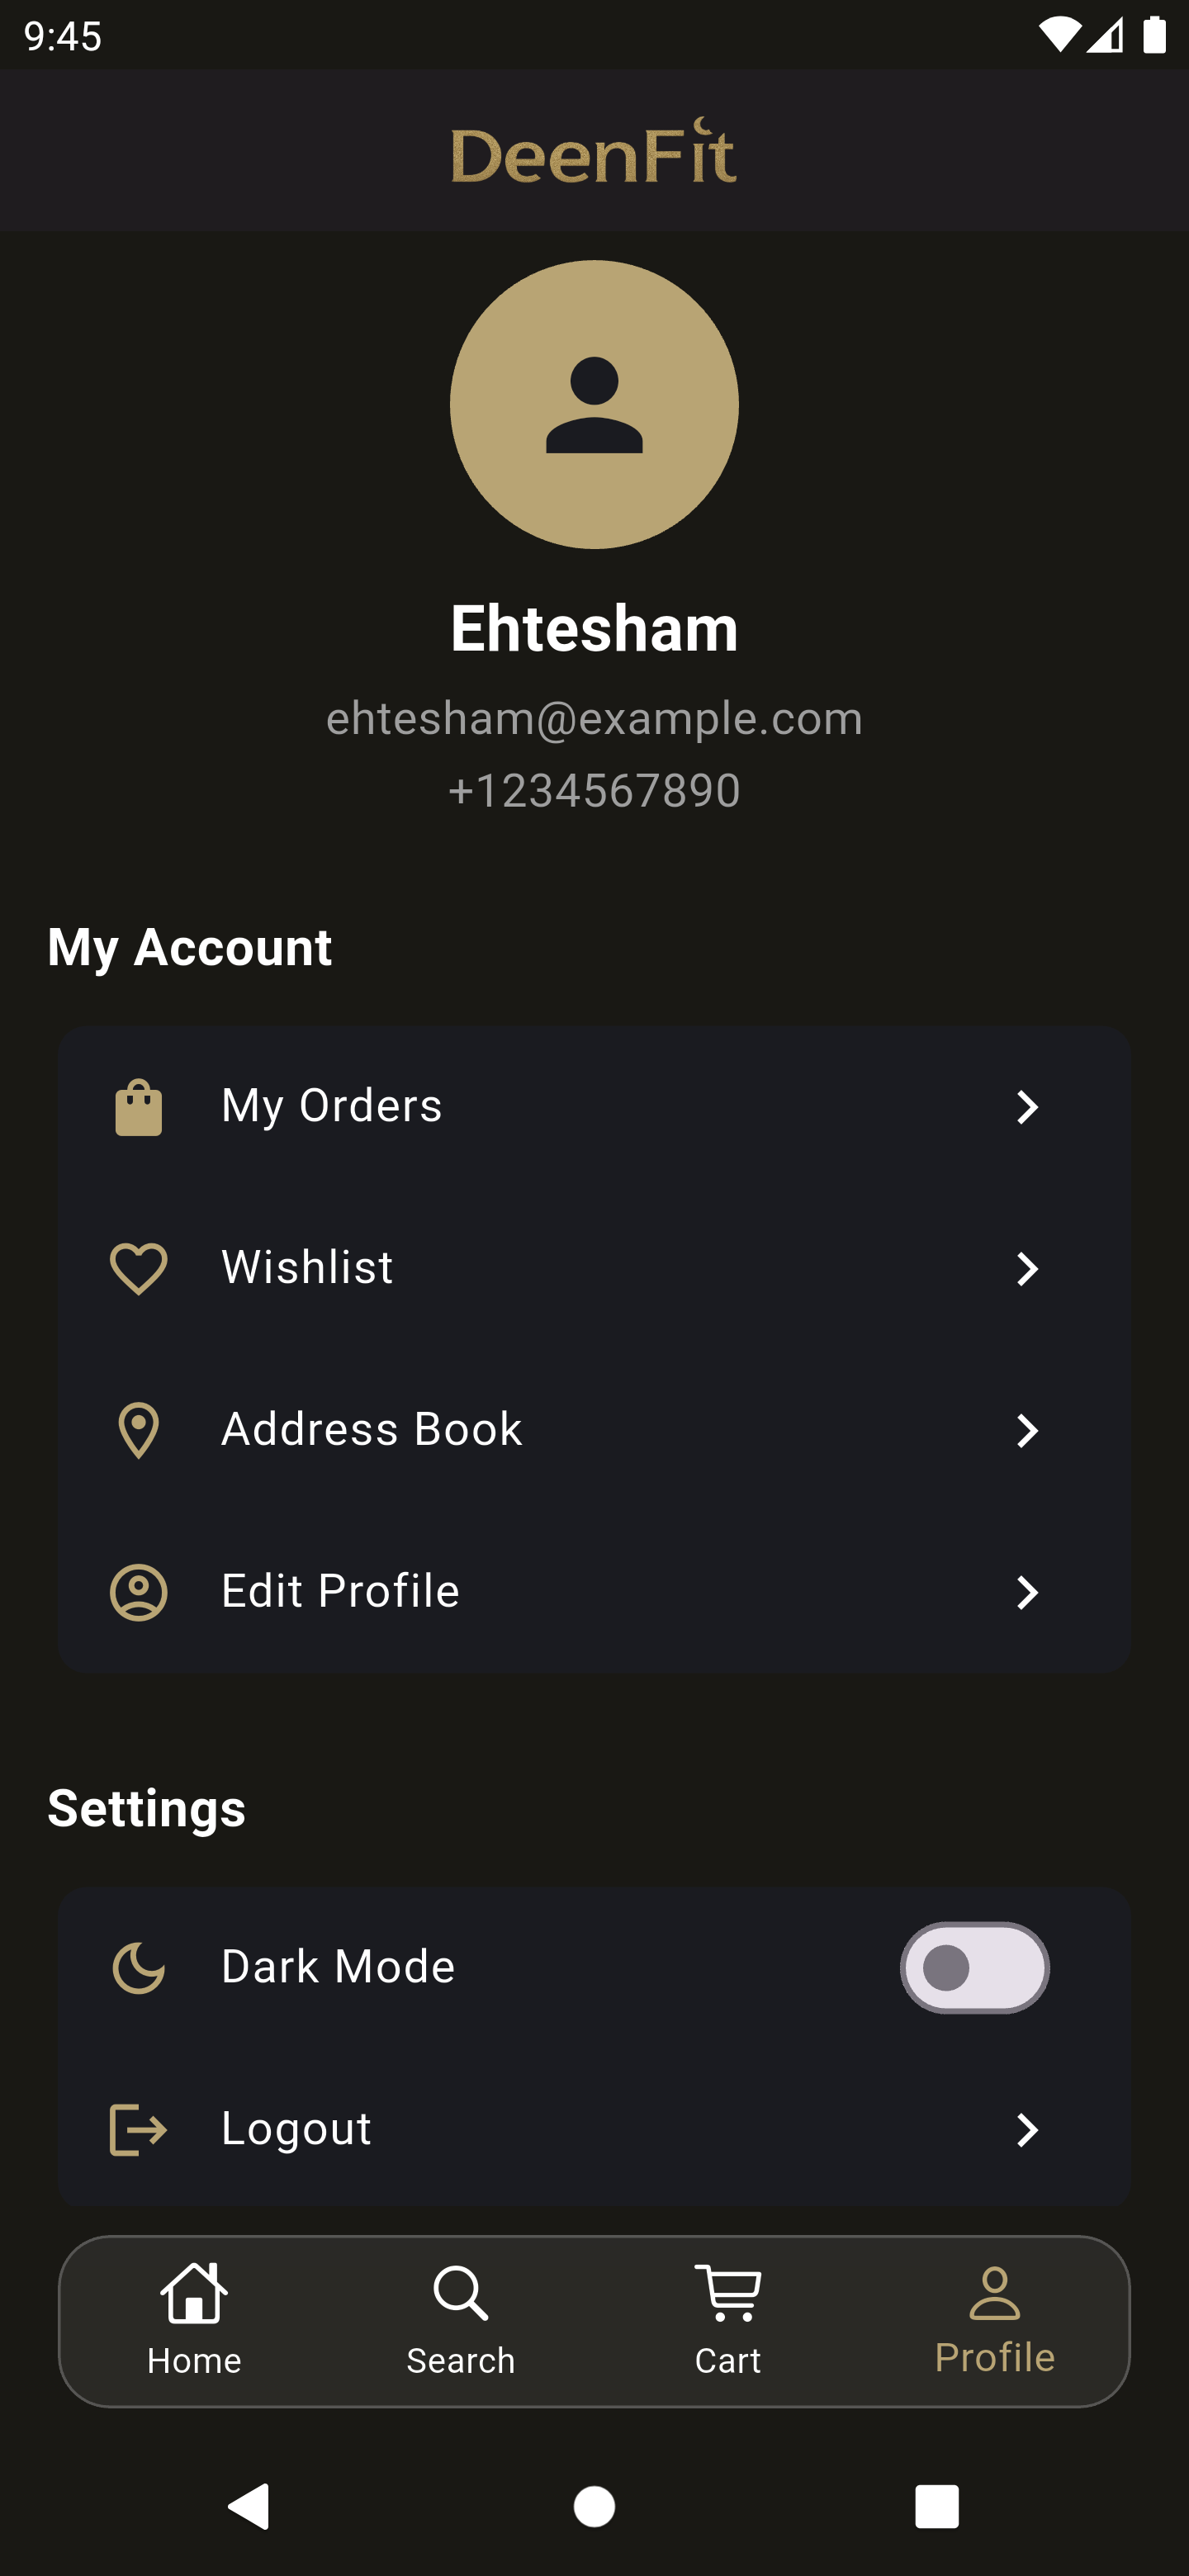 9:45
DeenFit
Ehtesham
ehtesham@example.com
+1234567890
My Account
My Orders
Wishlist
Address Book
Edit Profile
Settings
Dark Mode
Logout
Home
Search
Cart
Profile